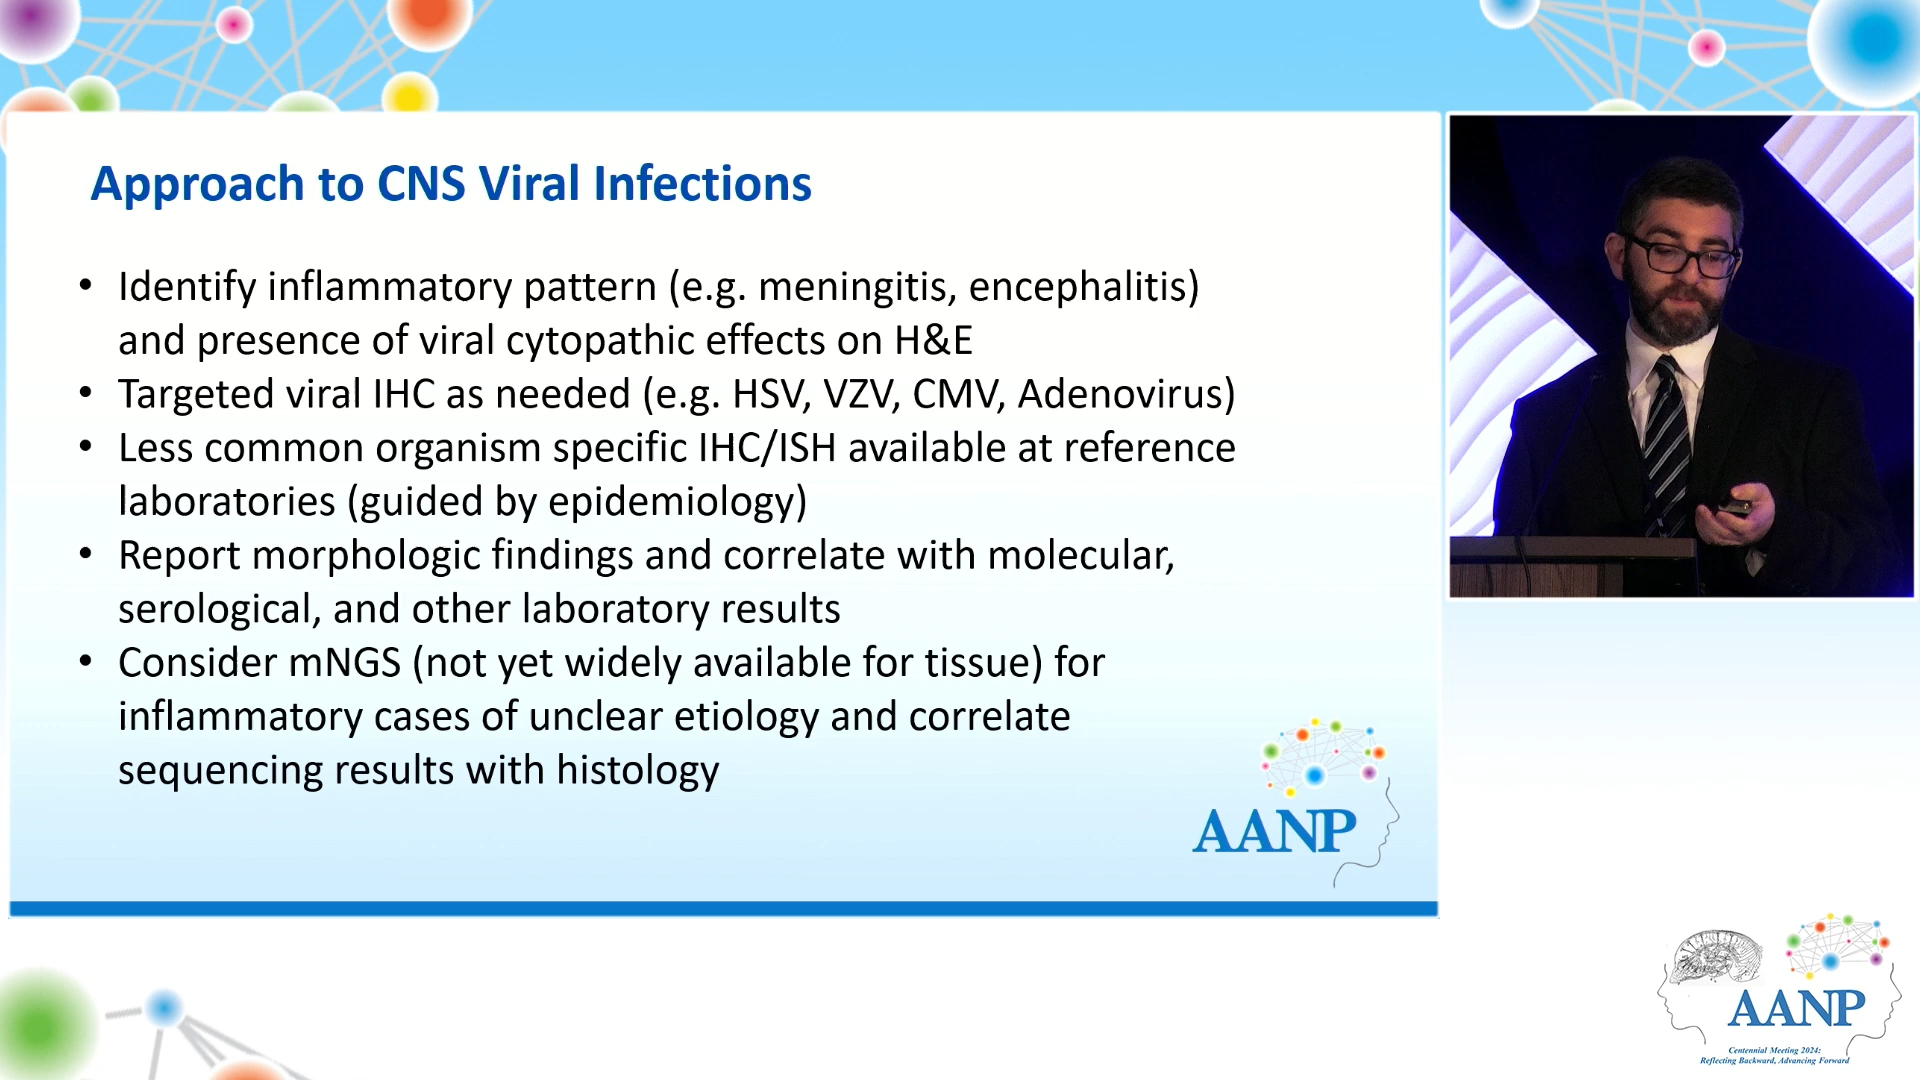 Approach to CNS Viral Infections
• Identify inflammatory pattern (e.g. meningitis, encephalitis)
and presence of viral cytopathic effects on H&E
• Targeted viral IHC as needed (e.g. HSV, VZV, CMV, Adenovirus)
• Less common organism specific IHC/ISH available at reference
laboratories (guided by epidemiology)
• Report morphologic findings and correlate with molecular,
serological, and other laboratory results
• Consider mNGS (not yet widely available for tissue) for
inflammatory cases of unclear etiology and correlate
sequencing results with histology
AANP
AANP
Centennial Meeting 2024:
Reflecting Backward, Advancing Forward